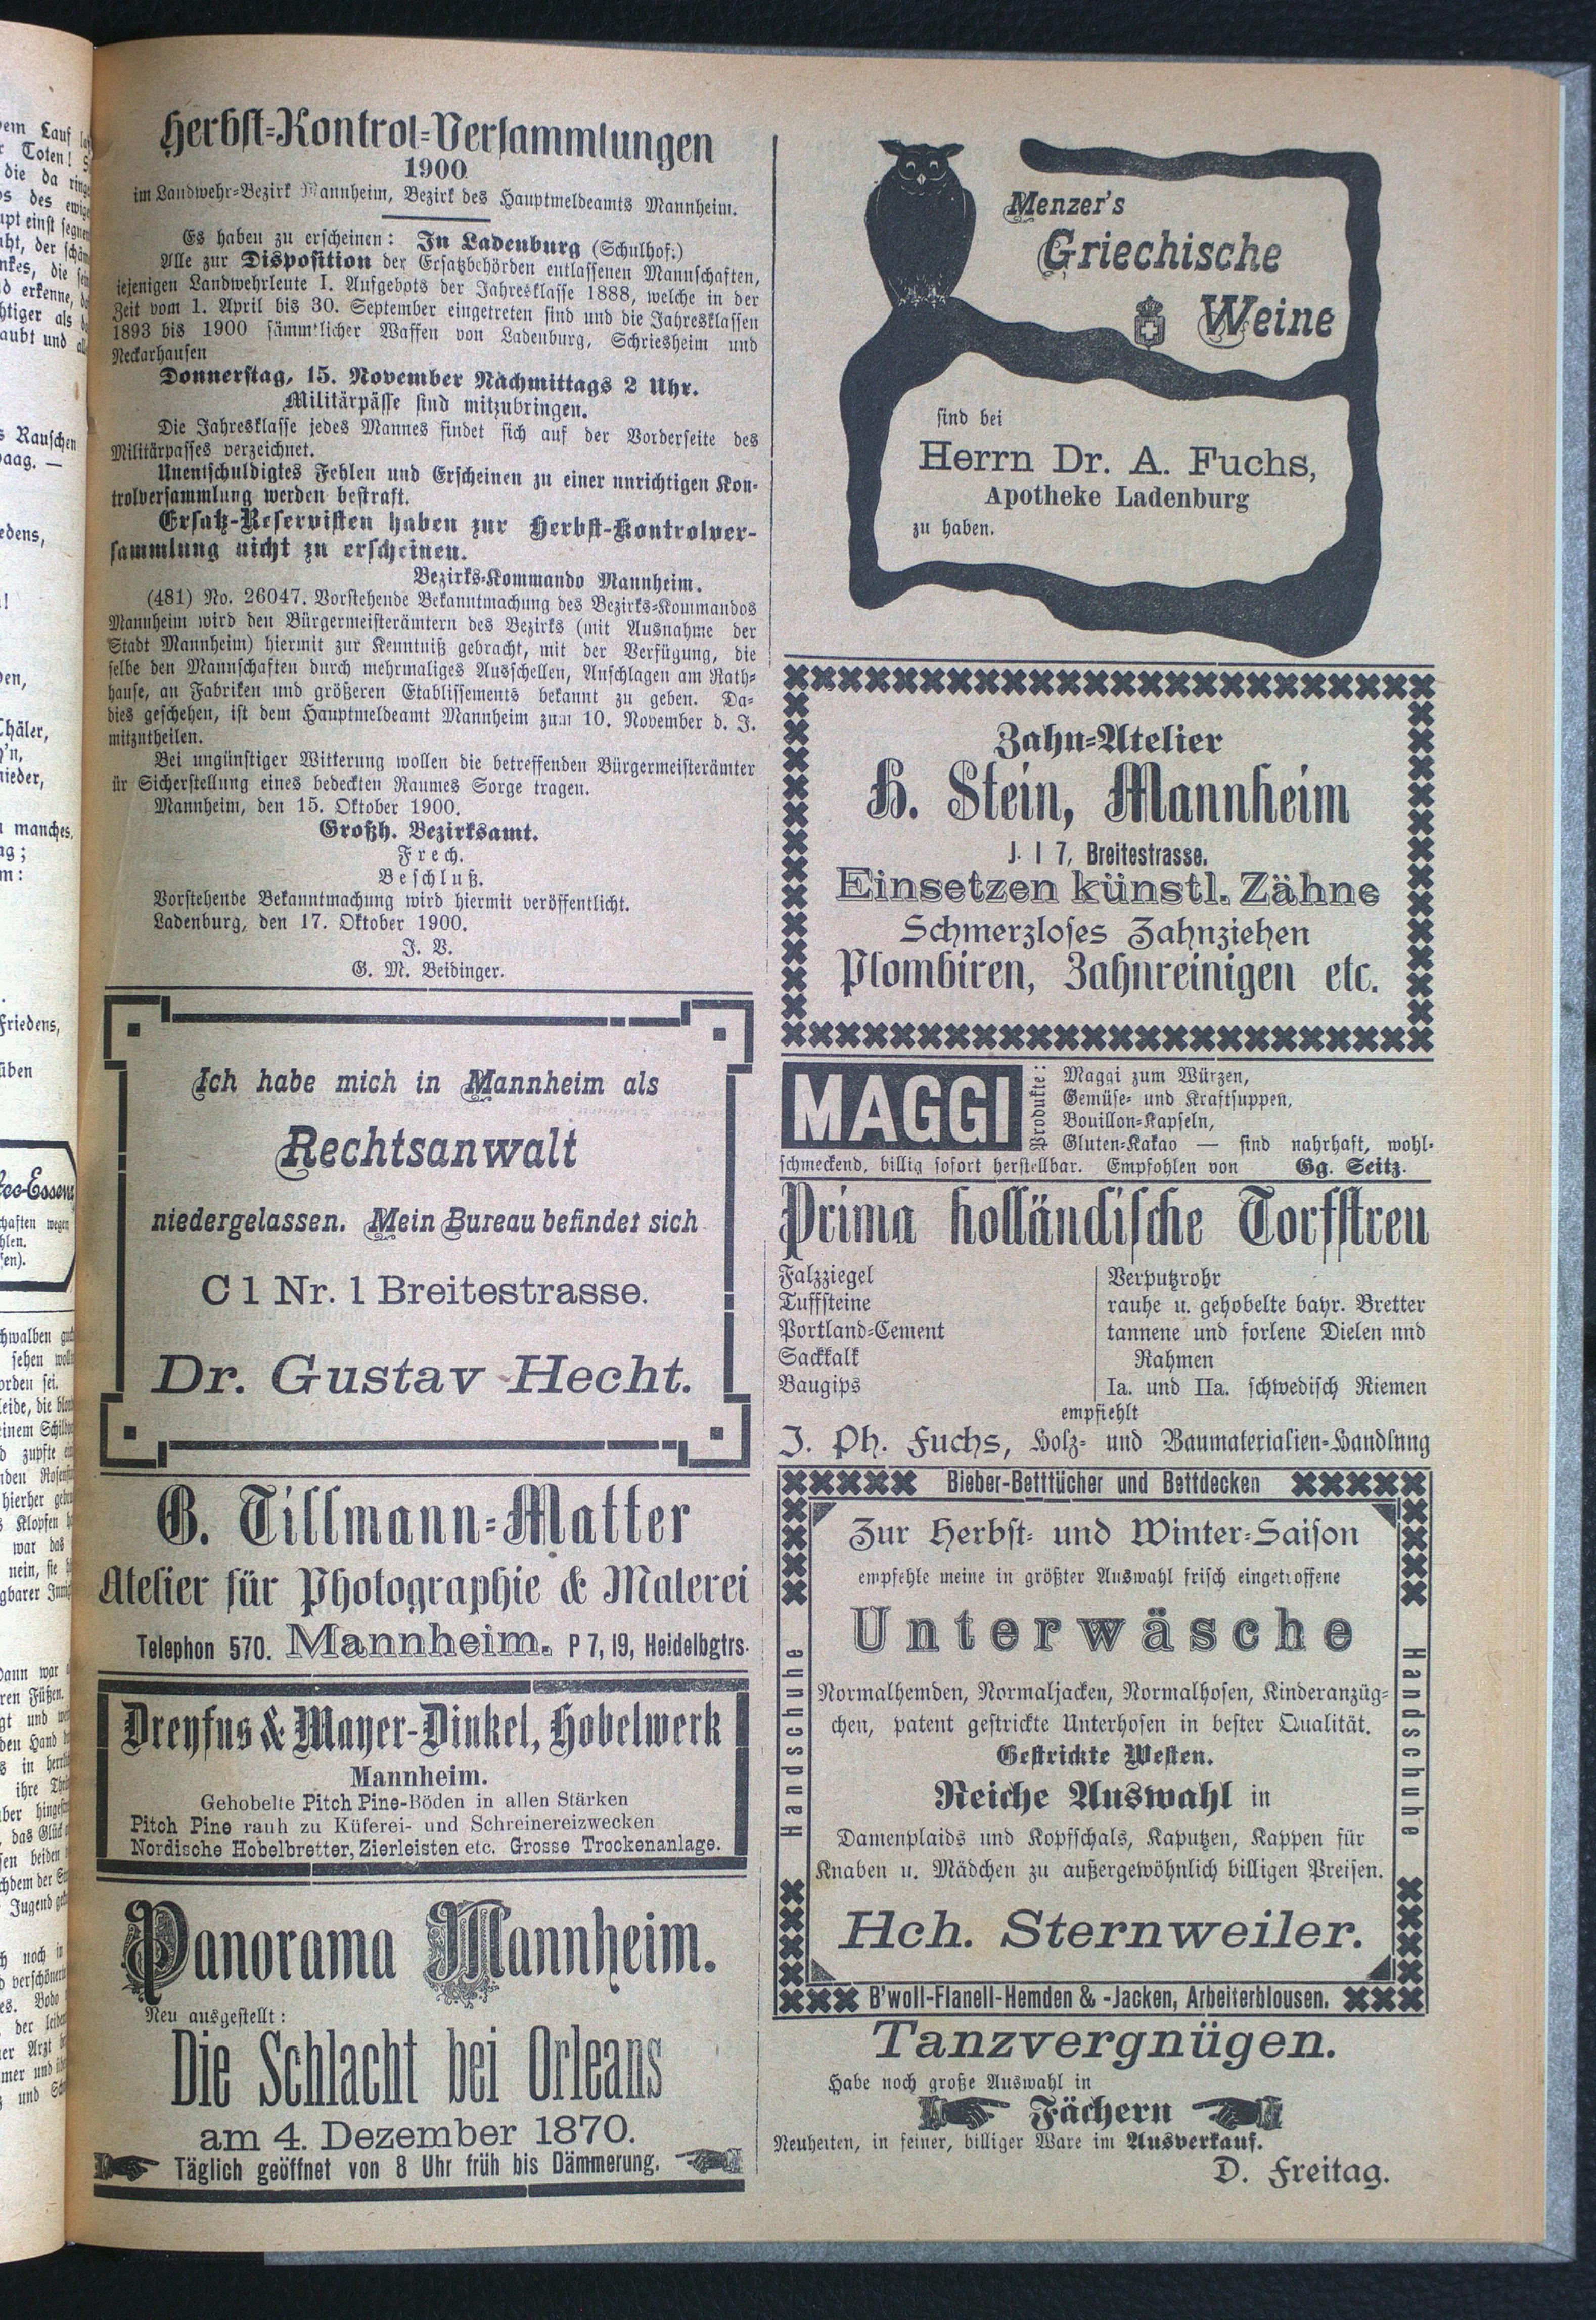 Herbst-Kontrol-Versammlungen
1900
im Landwehr-Bezirk Mannheim, Bezirk des Hauptmeldeamts Mannheim.
Es haben zu erscheinen: In Ladenburg (Schulhof.)
Alle zur Disposition der Ersatzbehörden entlassenen Mannschaften,
iejenigen Landwehrleute I. Aufgebots der Jahresklasse 1888, welche in der
Zeit vom 1. April bis 30. September eingetreten sind und die Jahresklassen
1893 bis 1900 sämmtlicher Waffen von Ladenburg, Schriesheim und
Neckarhausen
Donnerstag, 15. November Nachmittags 2 Uhr.
Militärpässe sind mitzubringen.
Die Jahresklasse jedes Mannes findet sich auf der Vorderseite des
Militärpasses verzeichnet.
Unentschuldigtes Fehlen und Erscheinen zu einer unrichtigen Kon-
trolversammlung werden bestraft.
Ersatz-Reservisten haben zur Herbst-Kontrolver-
sammlung nicht zu erscheinen.
Bezirks-Kommando Mannheim.
(481) No. 26047. Vorstehende Bekanntmachung des Bezirks-Kommandos
Mannheim wird den Bürgermeisterämtern des Bezirks (mit Ausnahme der
Stadt Mannheim) hiermit zur Kenntniß gebracht, mit der Verfügung, die
selbe den Mannschaften durch mehrmaliges Ausschellen, Anschlagen am Rath-
hause, an Fabriken und größeren Etablissements bekannt zu geben. Da-
dies geschehen, ist dem Hauptmeldeamt Mannheim zum 10. November d. J.
mitzutheilen.
Bei ungünstiger Witterung wollen die betreffenden Bürgermeisterämter
ür Sicherstellung eines bedeckten Raumes Sorge tragen.
Mannheim, den 15. Oktober 1900.
Großh. Bezirksamt.
Frech.
Beschluß.
Vorstehende Bekanntmachung wird hiermit veröffentlicht.
Ladenburg, den 17. Oktober 1900.
J. V.
G. M. Beidinger.
Ich habe mich in Mannheim als
Rechtsanwalt
niedergelassen. Mein Bureau befindet sich
C 1 Nr. 1 Breitestrasse.
Dr. Gustav Hecht.
G. Tillmann-Matter
Atelier für Photographie & Malerei
Telephon 570. Mannheim. P 7, 19, Heidelbgtrs.
Dreyfus & Mayer-Dinkel, Hobelwerk
Mannheim.
Gehobelte Pitch Pine-Böden in allen Stärken
Pitch Pine rauh zu Küferei- und Schreinereizwecken
Nordische Hobelbretter, Zierleisten etc. Grosse Trockenanlage.
Panorama Mannheim.
Neu ausgestellt:
Die Schlacht bei Orleans
am 4. Dezember 1870.
Täglich geöffnet von 8 Uhr früh bis Dämmerung.
Menzer's
Griechische
Weine
sind bei
Herrn Dr. A. Fuchs,
Apotheke Ladenburg
zu haben.
Zahn-Atelier
H. Stein, Mannheim
J. 1 7, Breitestrasse.
Einsetzen künstl. Zähne
Schmerzloses Zahnziehen
Plombiren, Zahnreinigen etc.
MAGGI
Produkte:
Maggi zum Würzen,
Gemüse- und Kraftsuppen,
Bouillon-Kapseln,
Gluten-Kakao — sind nahrhaft, wohl-
schmeckend, billig sofort herstellbar. Empfohlen von Gg. Seitz.
Prima holländische Torfstreu
Falzziegel
Tuffsteine
Portland-Cement
Sackkalk
Baugips
Verputzrohr
rauhe u. gehobelte bayr. Bretter
tannene und forlene Dielen nnd
Rahmen
Ia. und IIa. schwedisch Riemen
empfiehlt
J. Ph. Fuchs, Holz- und Baumaterialien-Handlung
Bieber-Betttücher und Bettdecken
Zur Herbst- und Winter-Saison
empfehle meine in größter Auswahl frisch eingetroffene
Unterwäsche
Normalhemden, Normaljacken, Normalhosen, Kinderanzüg-
chen, patent gestrickte Unterhosen in bester Qualität.
Gestrickte Westen.
Reiche Auswahl in
Damenplaids und Kopfschals, Kaputzen, Kappen für
Knaben u. Mädchen zu außergewöhnlich billigen Preisen.
Hch. Sternweiler.
Handschuhe
Handschuhe
B'woll-Flanell-Hemden & -Jacken, Arbeiterblousen.
Tanzvergnügen.
Habe noch große Auswahl in
Fächern
Neuheiten, in feiner, billiger Ware im Ausverkauf.
D. Freitag.